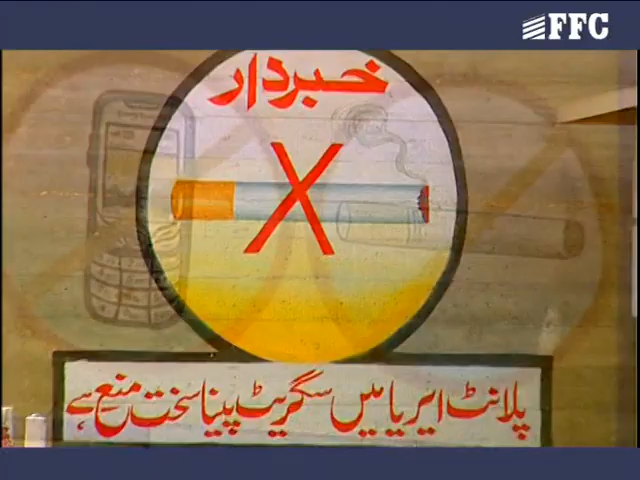 FFC
خبردار
پلانٹ ایریا میں سگریٹ پینا سخت منع ہے